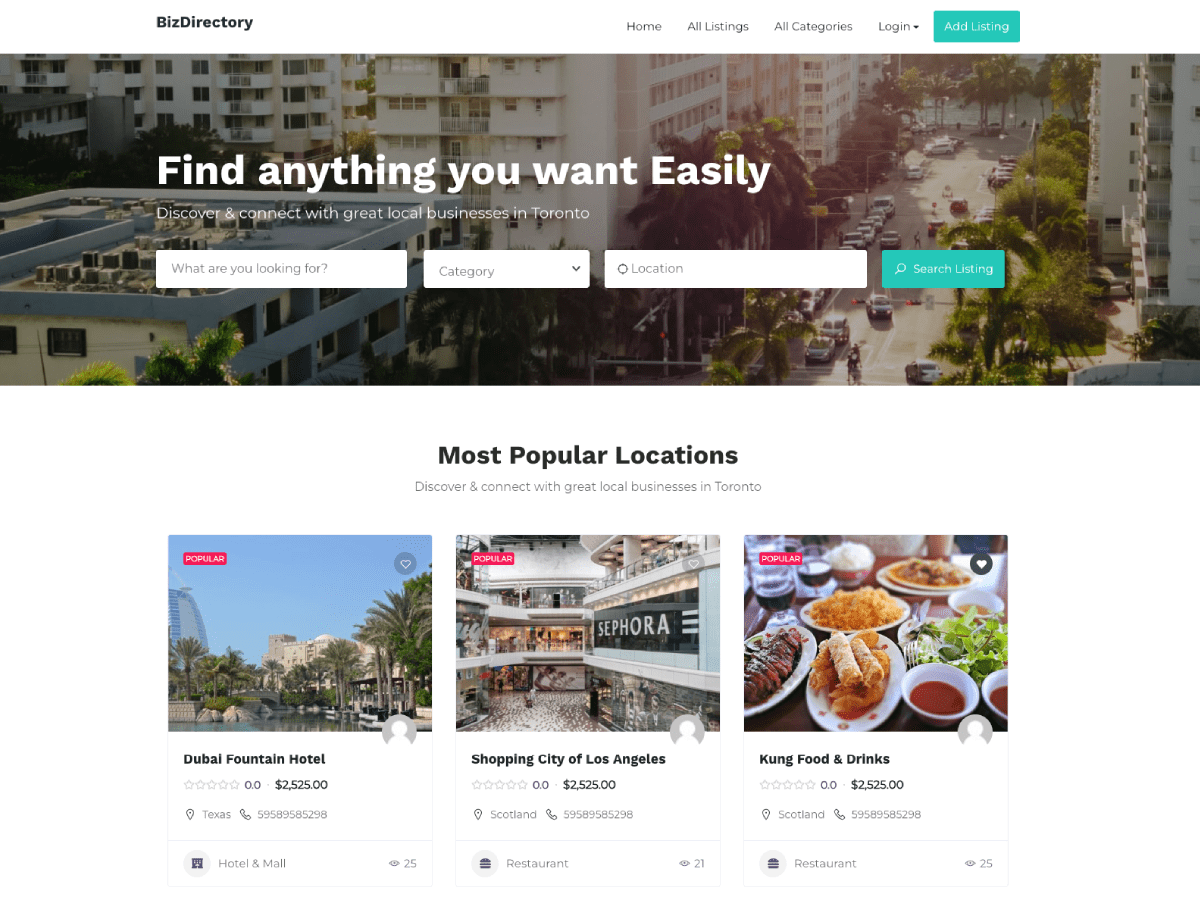 BizDirectory
Home All Listings All Categories Login Add Listing
Find anything you want Easily
Discover & connect with great local businesses in Toronto
What are you looking for? Category Location Search Listing
Most Popular Locations
Discover & connect with great local businesses in Toronto
POPULAR POPULAR POPULAR
SEPHORA
Dubai Fountain Hotel Shopping City of Los Angeles Kung Food & Drinks
0.0 · $2,525.00 0.0 · $2,525.00 0.0 · $2,525.00
Texas 59589585298 Scotland 59589585298 Scotland 59589585298
Hotel & Mall 25 Restaurant 21 Restaurant 25